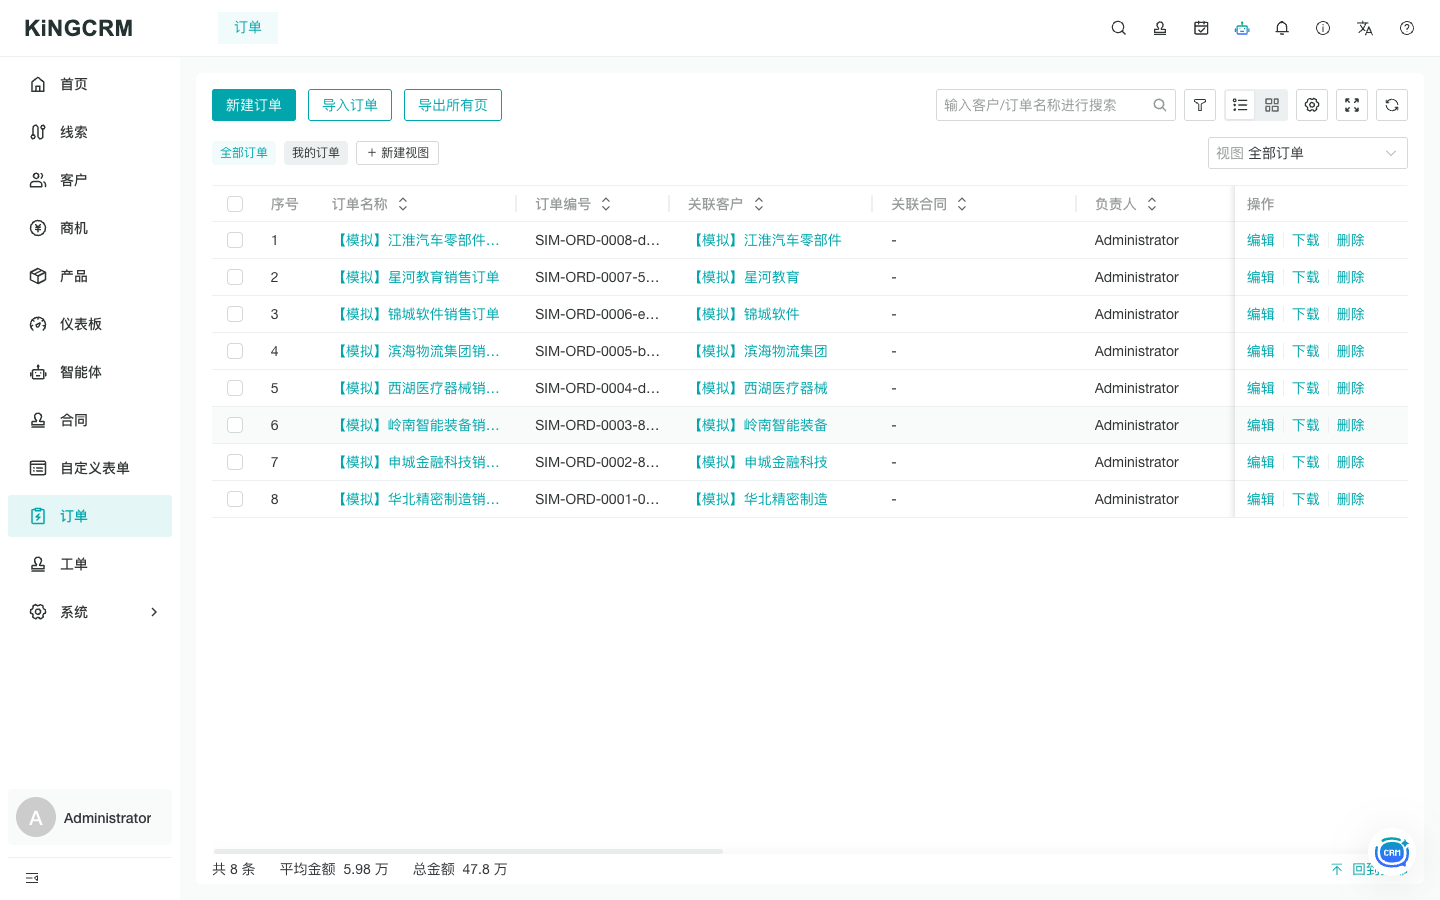 KiNGCRM
订单
首页
线索
客户
商机
产品
仪表板
智能体
合同
自定义表单
订单
工单
系统
A Administrator
新建订单 导入订单 导出所有页
输入客户/订单名称进行搜索
全部订单 我的订单 + 新建视图
视图 全部订单
序号 订单名称 订单编号 关联客户 关联合同 负责人 操作
1 【模拟】江淮汽车零部件... SIM-ORD-0008-d... 【模拟】江淮汽车零部件 - Administrator 编辑 下载 删除
2 【模拟】星河教育销售订单 SIM-ORD-0007-5... 【模拟】星河教育 - Administrator 编辑 下载 删除
3 【模拟】锦城软件销售订单 SIM-ORD-0006-e... 【模拟】锦城软件 - Administrator 编辑 下载 删除
4 【模拟】滨海物流集团销... SIM-ORD-0005-b... 【模拟】滨海物流集团 - Administrator 编辑 下载 删除
5 【模拟】西湖医疗器械销... SIM-ORD-0004-d... 【模拟】西湖医疗器械 - Administrator 编辑 下载 删除
6 【模拟】岭南智能装备销... SIM-ORD-0003-8... 【模拟】岭南智能装备 - Administrator 编辑 下载 删除
7 【模拟】申城金融科技销... SIM-ORD-0002-8... 【模拟】申城金融科技 - Administrator 编辑 下载 删除
8 【模拟】华北精密制造销... SIM-ORD-0001-0... 【模拟】华北精密制造 - Administrator 编辑 下载 删除
共 8 条 平均金额 5.98 万 总金额 47.8 万
CRM
回到